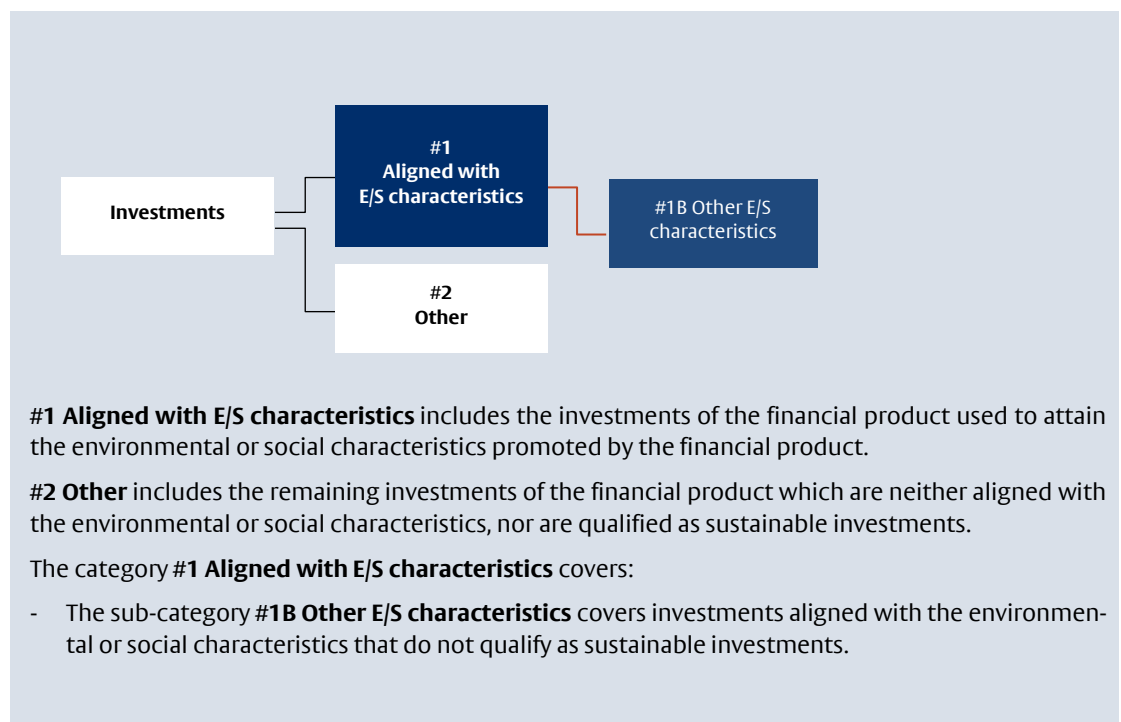 #1
Aligned with
E/S characteristics
Investments
#1B Other E/S
characteristics
#2
Other
#1 Aligned with E/S characteristics includes the investments of the financial product used to attain
the environmental or social characteristics promoted by the financial product.
#2 Other includes the remaining investments of the financial product which are neither aligned with
the environmental or social characteristics, nor are qualified as sustainable investments.
The category #1 Aligned with E/S characteristics covers:
- The sub-category #1B Other E/S characteristics covers investments aligned with the environmen-
tal or social characteristics that do not qualify as sustainable investments.